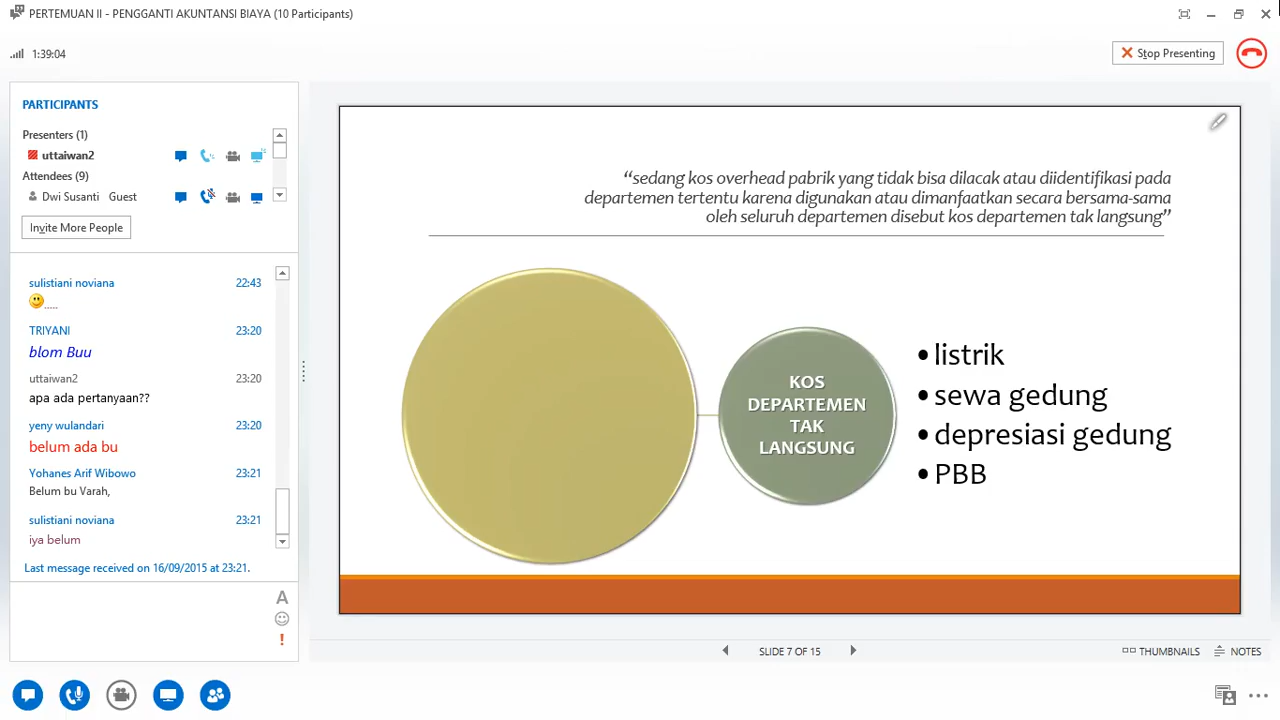 PERTEMUAN II - PENGGANTI AKUNTANSI BIAYA (10 Participants)
1:39:04
Stop Presenting
PARTICIPANTS
Presenters (1)
uttaiwan2
Attendees (9)
Dwi Susanti Guest
Invite More People
sulistiani noviana 22:43
.....
TRIYANI 23:20
blom Buu
uttaiwan2 23:20
apa ada pertanyaan??
yeny wulandari 23:20
belum ada bu
Yohanes Arif Wibowo 23:21
Belum bu Varah,
sulistiani noviana 23:21
iya belum
Last message received on 16/09/2015 at 23:21.
A
!
“sedang kos overhead pabrik yang tidak bisa dilacak atau diidentifikasi pada
departemen tertentu karena digunakan atau dimanfaatkan secara bersama-sama
oleh seluruh departemen disebut kos departemen tak langsung”
KOS
DEPARTEMEN
TAK
LANGSUNG
• listrik
• sewa gedung
• depresiasi gedung
• PBB
SLIDE 7 OF 15
THUMBNAILS
NOTES